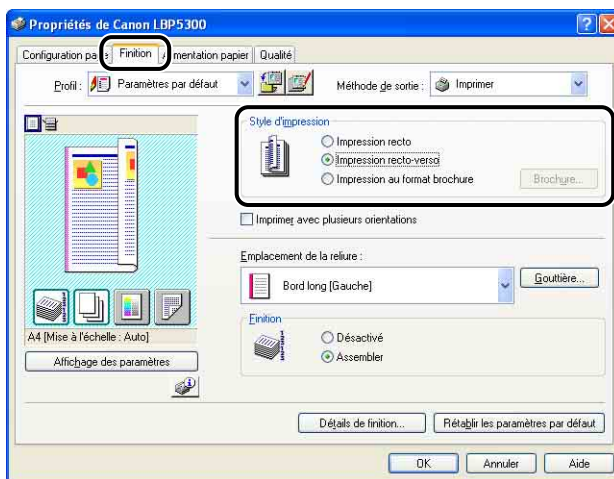 Propriétés de Canon LBP5300
Configuration pa e Finition A mentation papier Qualité
Profil : Paramètres par défaut Méthode de sortie : Imprimer
Style d'impression
Impression recto
Impression recto-verso
Impression au format brochure Brochure...
Imprimer avec plusieurs orientations
Emplacement de la reliure :
Bord long [Gauche] Gouttière...
A4 [Mise à l'échelle : Auto]
Affichage des paramètres
Finition
Désactivé
Assembler
Détails de finition... Rétablir les paramètres par défaut
OK Annuler Aide